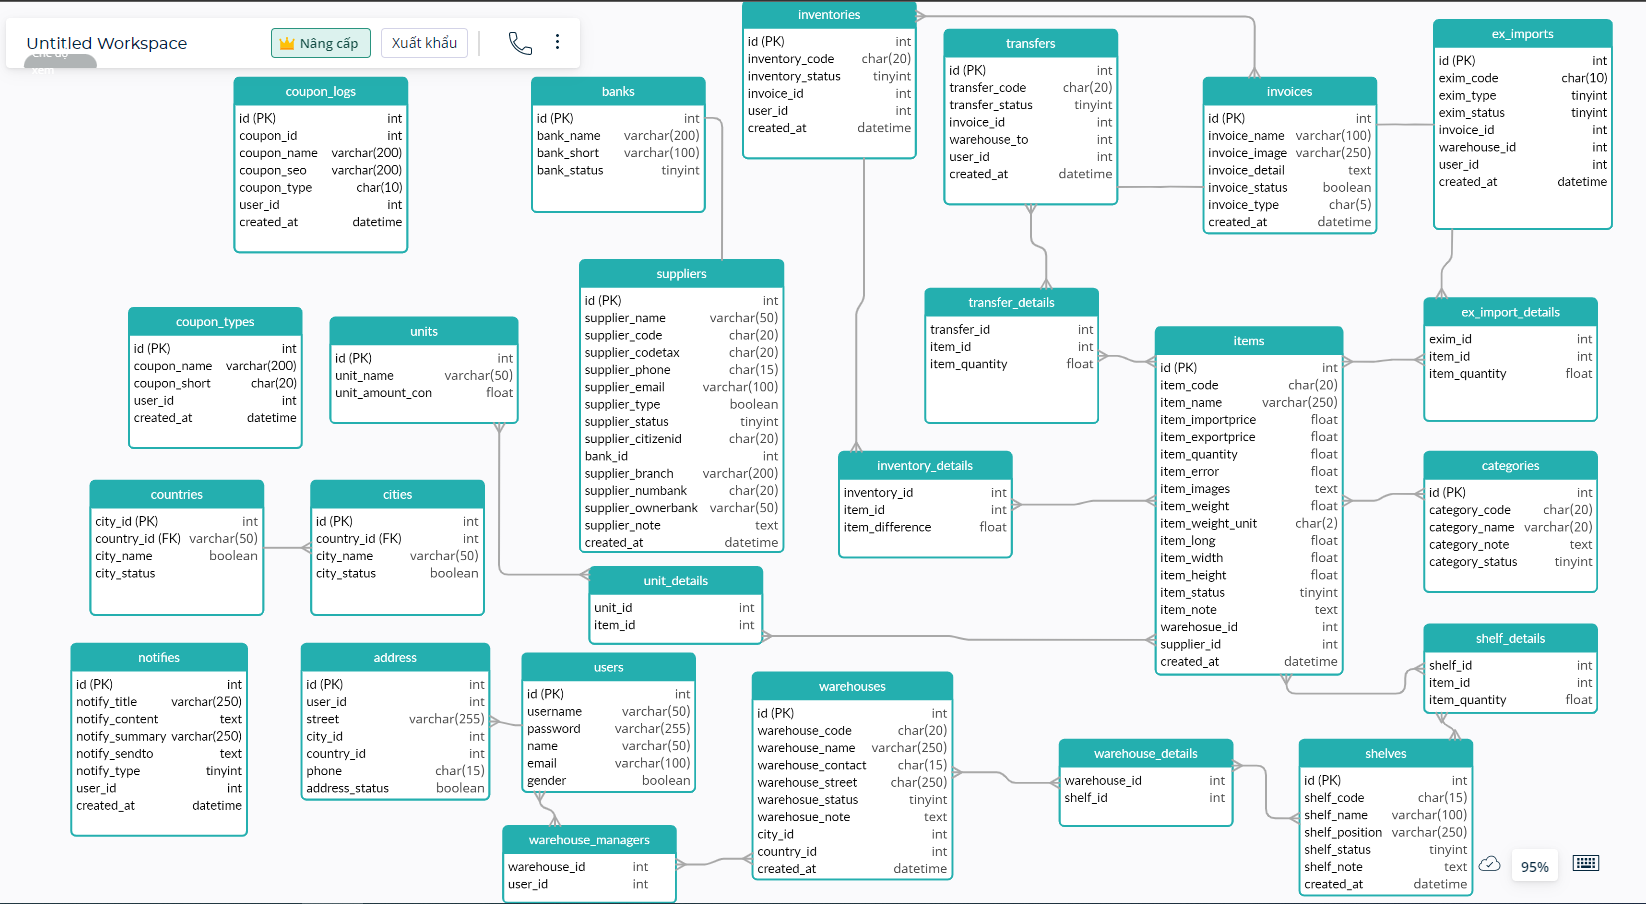 Untitled Workspace
Nâng cấp
Xuất khẩu
Chế độ
xem
inventories
id (PK) int
inventory_code char(20)
inventory_status tinyint
invoice_id int
user_id int
created_at datetime
transfers
id (PK) int
transfer_code char(20)
transfer_status tinyint
invoice_id int
warehouse_to int
user_id int
created_at datetime
ex_imports
id (PK) int
exim_code char(10)
exim_type tinyint
exim_status tinyint
invoice_id int
warehouse_id int
user_id int
created_at datetime
coupon_logs
id (PK) int
coupon_id int
coupon_name varchar(200)
coupon_seo varchar(200)
coupon_type char(10)
user_id int
created_at datetime
banks
id (PK) int
bank_name varchar(200)
bank_short varchar(100)
bank_status tinyint
invoices
id (PK) int
invoice_name varchar(100)
invoice_image varchar(250)
invoice_detail text
invoice_status boolean
invoice_type char(5)
created_at datetime
suppliers
id (PK) int
supplier_name varchar(50)
supplier_code char(20)
supplier_codetax char(20)
supplier_phone char(15)
supplier_email varchar(100)
supplier_type boolean
supplier_status tinyint
supplier_citizenid char(20)
bank_id int
supplier_branch varchar(200)
supplier_numbank char(20)
supplier_ownerbank varchar(50)
supplier_note text
created_at datetime
transfer_details
transfer_id int
item_id int
item_quantity float
ex_import_details
exim_id int
item_id int
item_quantity float
coupon_types
id (PK) int
coupon_name varchar(200)
coupon_short char(20)
user_id int
created_at datetime
units
id (PK) int
unit_name varchar(50)
unit_amount_con float
items
id (PK) int
item_code char(20)
item_name varchar(250)
item_importprice float
item_exportprice float
item_quantity float
item_error float
item_images text
item_weight float
item_weight_unit char(2)
item_long float
item_width float
item_height float
item_status tinyint
item_note text
warehosue_id int
supplier_id int
created_at datetime
inventory_details
inventory_id int
item_id int
item_difference float
categories
id (PK) int
category_code char(20)
category_name varchar(20)
category_note text
category_status tinyint
countries
city_id (PK) int
country_id (FK) varchar(50)
city_name boolean
city_status
cities
id (PK) int
country_id (FK) int
city_name varchar(50)
city_status boolean
unit_details
unit_id int
item_id int
shelf_details
shelf_id int
item_id int
item_quantity float
notifies
id (PK) int
notify_title varchar(250)
notify_content text
notify_summary varchar(250)
notify_sendto text
notify_type tinyint
user_id int
created_at datetime
address
id (PK) int
user_id int
street varchar(255)
city_id int
country_id int
phone char(15)
address_status boolean
users
id (PK) int
username varchar(50)
password varchar(255)
name varchar(50)
email varchar(100)
gender boolean
warehouses
id (PK) int
warehouse_code char(20)
warehouse_name varchar(250)
warehouse_contact char(15)
warehouse_street char(250)
warehosue_status tinyint
warehosue_note text
city_id int
country_id int
created_at datetime
warehouse_details
warehouse_id int
shelf_id int
shelves
id (PK) int
shelf_code char(15)
shelf_name varchar(100)
shelf_position varchar(250)
shelf_status tinyint
shelf_note text
created_at datetime
warehouse_managers
warehouse_id int
user_id int
95%